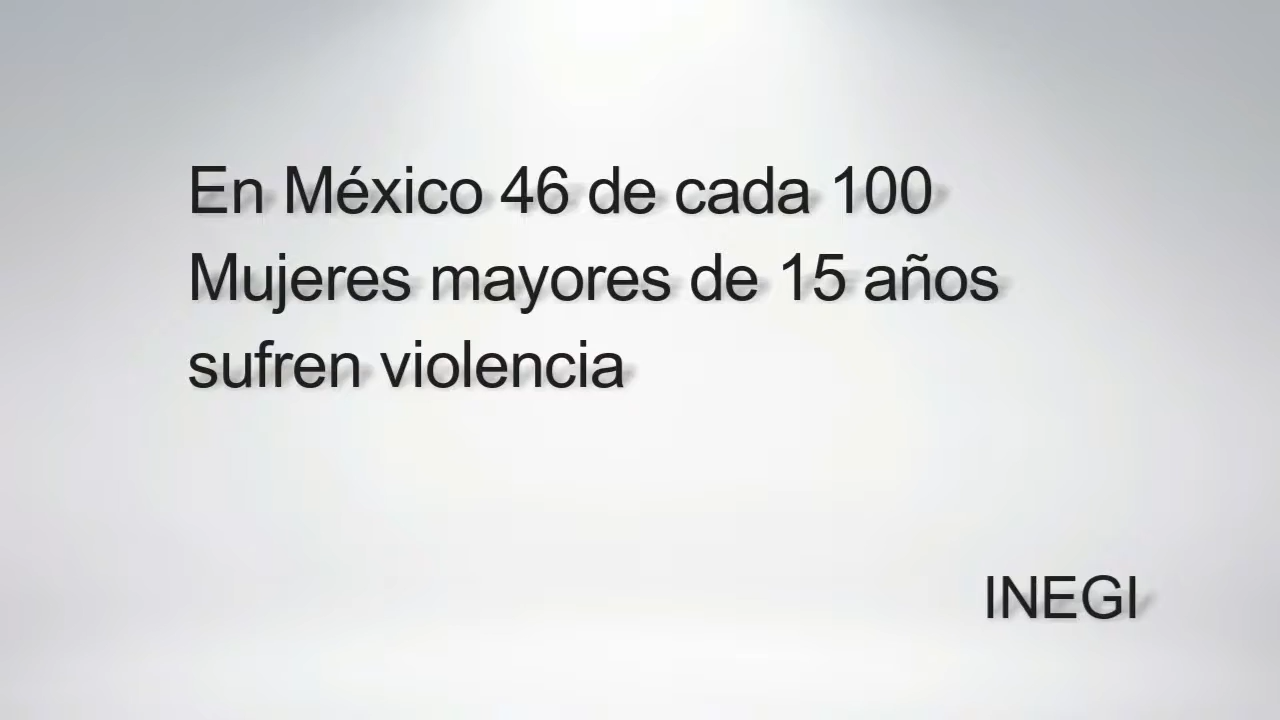 En México 46 de cada 100
Mujeres mayores de 15 años
sufren violencia
INEGI